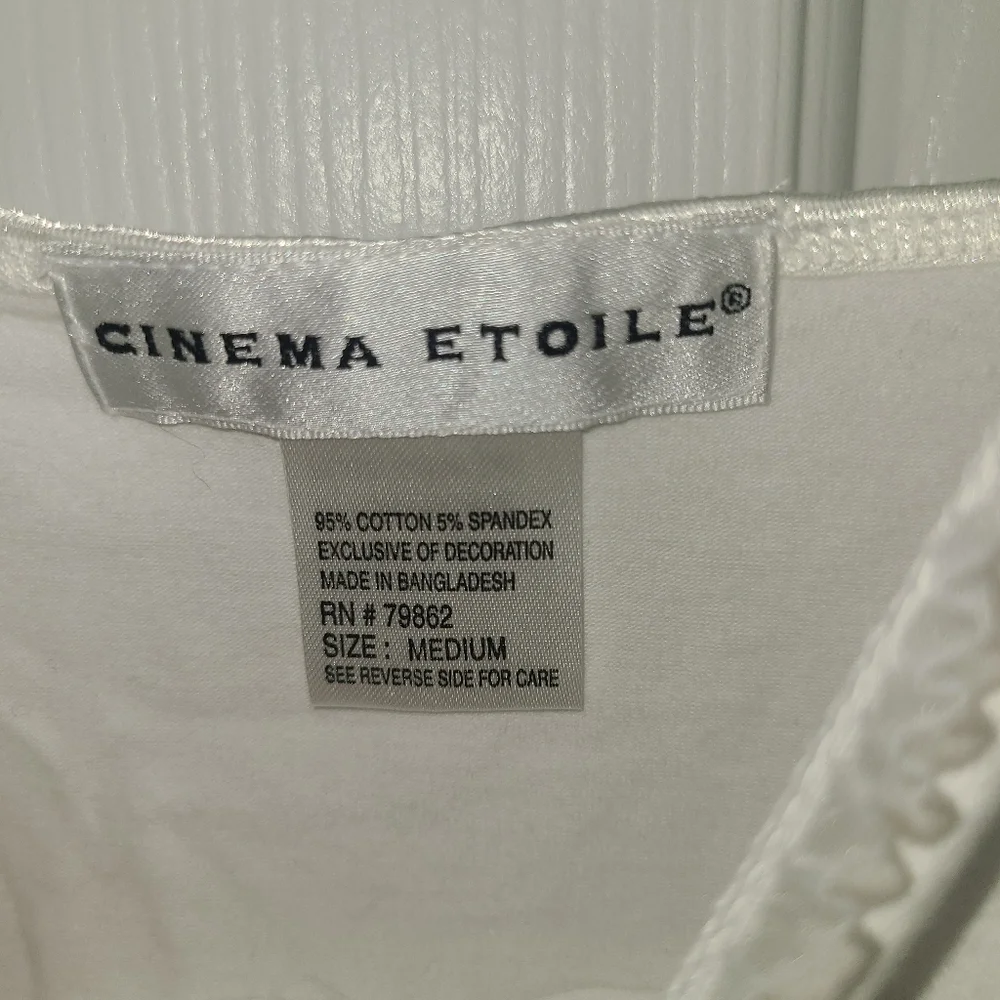 CINEMA ETOILE®
95% COTTON 5% SPANDEX
EXCLUSIVE OF DECORATION
MADE IN BANGLADESH
RN # 79862
SIZE : MEDIUM
SEE REVERSE SIDE FOR CARE